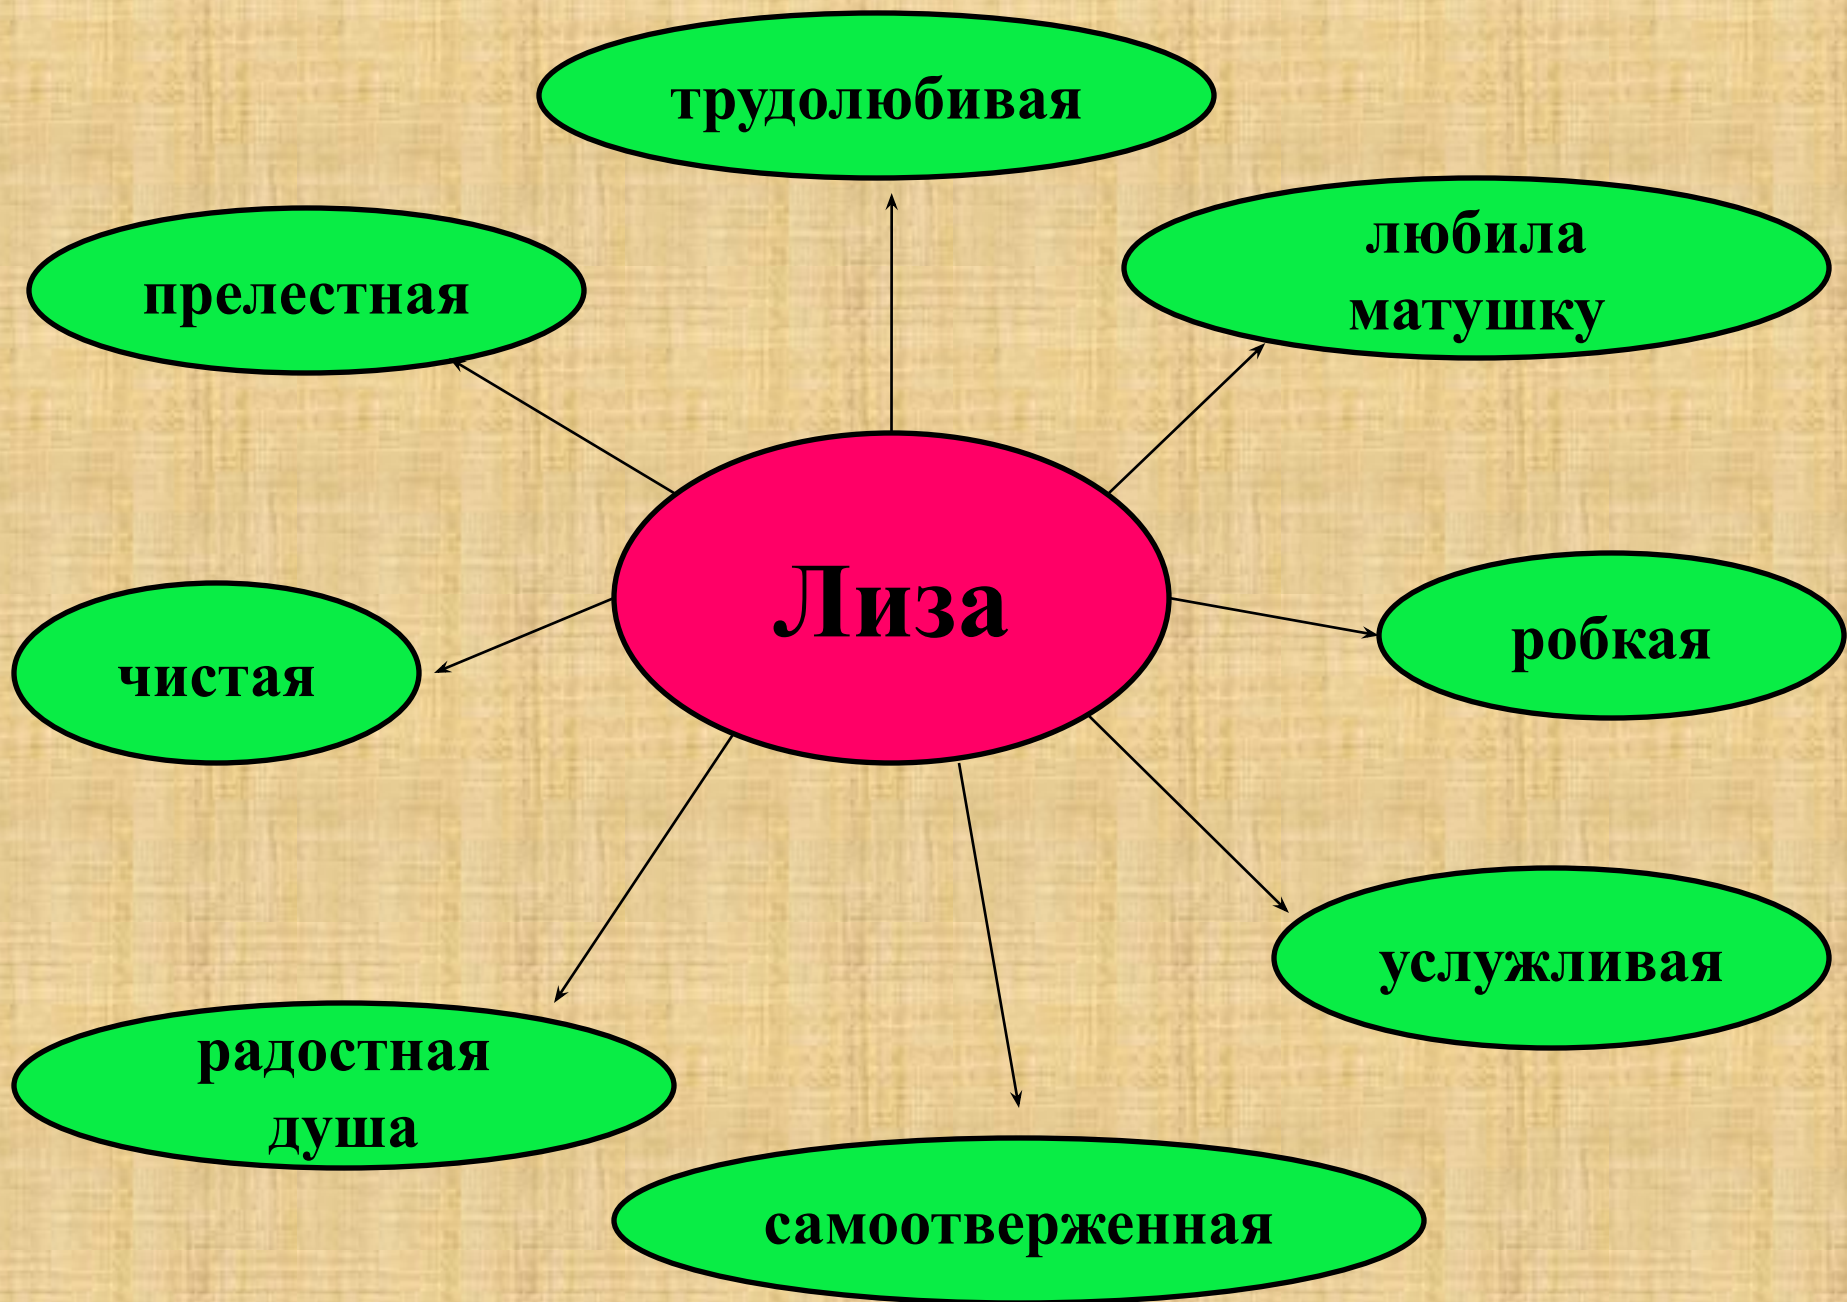 трудолюбивая
любила
матушку
прелестная
Лиза
робкая
чистая
услужливая
радостная
душа
самоотверженная